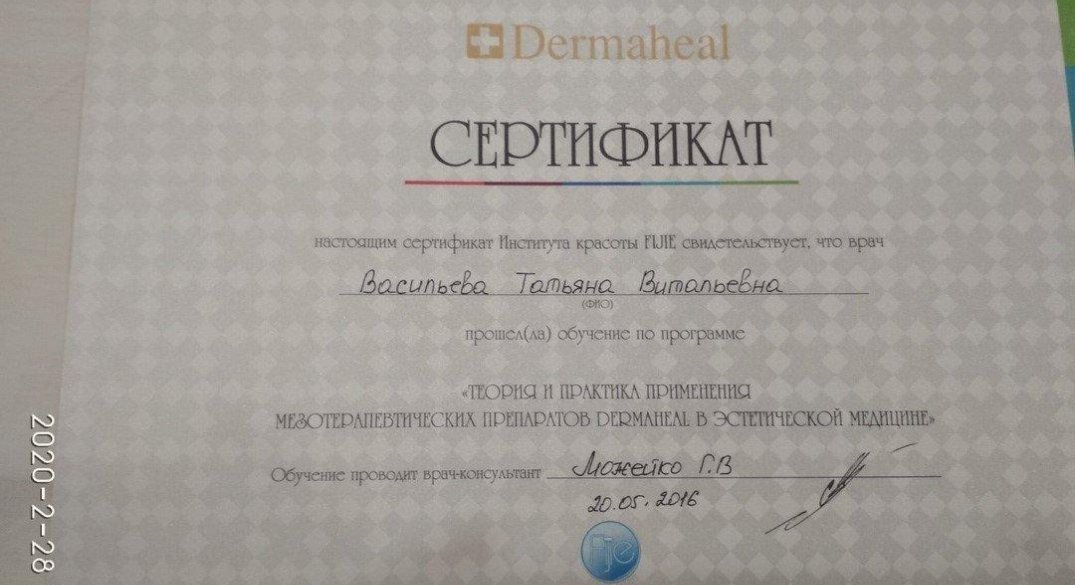 Dermaheal
СЕРТИФИКАТ
настоящим сертификат Института красоты FIJIE свидетельствует, что врач
Васильева Татьяна Витальевна
(ФИО)
прошел(ла) обучение по программе
«ТЕОРИЯ И ПРАКТИКА ПРИМЕНЕНИЯ
МЕЗОТЕРАПЕВТИЧЕСКИХ ПРЕПАРАТОВ DERMAHEAL В ЭСТЕТИЧЕСКОЙ МЕДИЦИНЕ»
Обучение проводит врач-консультант Можейко Г.В
20.05.2016
Fije
2020-2-28